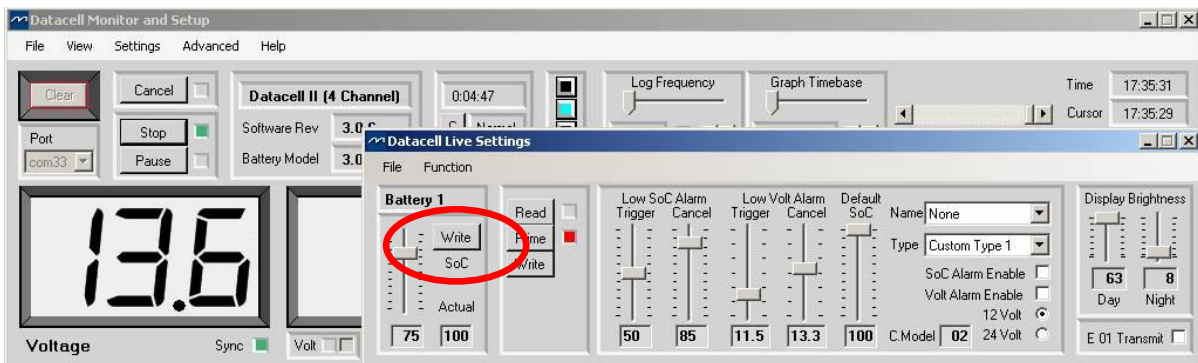 Datacell Monitor and Setup
File View Settings Advanced Help
Clear
Cancel
Datacell II (4 Channel)
0:04:47
Log Frequency
Graph Timebase
Time 17:35:31
Cursor 17:35:29
Port
com33
Stop
Pause
Software Rev
Battery Model
13.6
Voltage
Sync
Volt
Datacell Live Settings
File Function
Battery 1
Write
SoC
Actual
75 100
Read
Prime
Write
Low SoC Alarm
Trigger Cancel
50 85
Low Volt Alarm
Trigger Cancel
11.5 13.3
Default
SoC
100
Name None
Type Custom Type 1
SoC Alarm Enable
Volt Alarm Enable
12 Volt
C.Model 02 24 Volt
Display Brightness
63 8
Day Night
E 01 Transmit